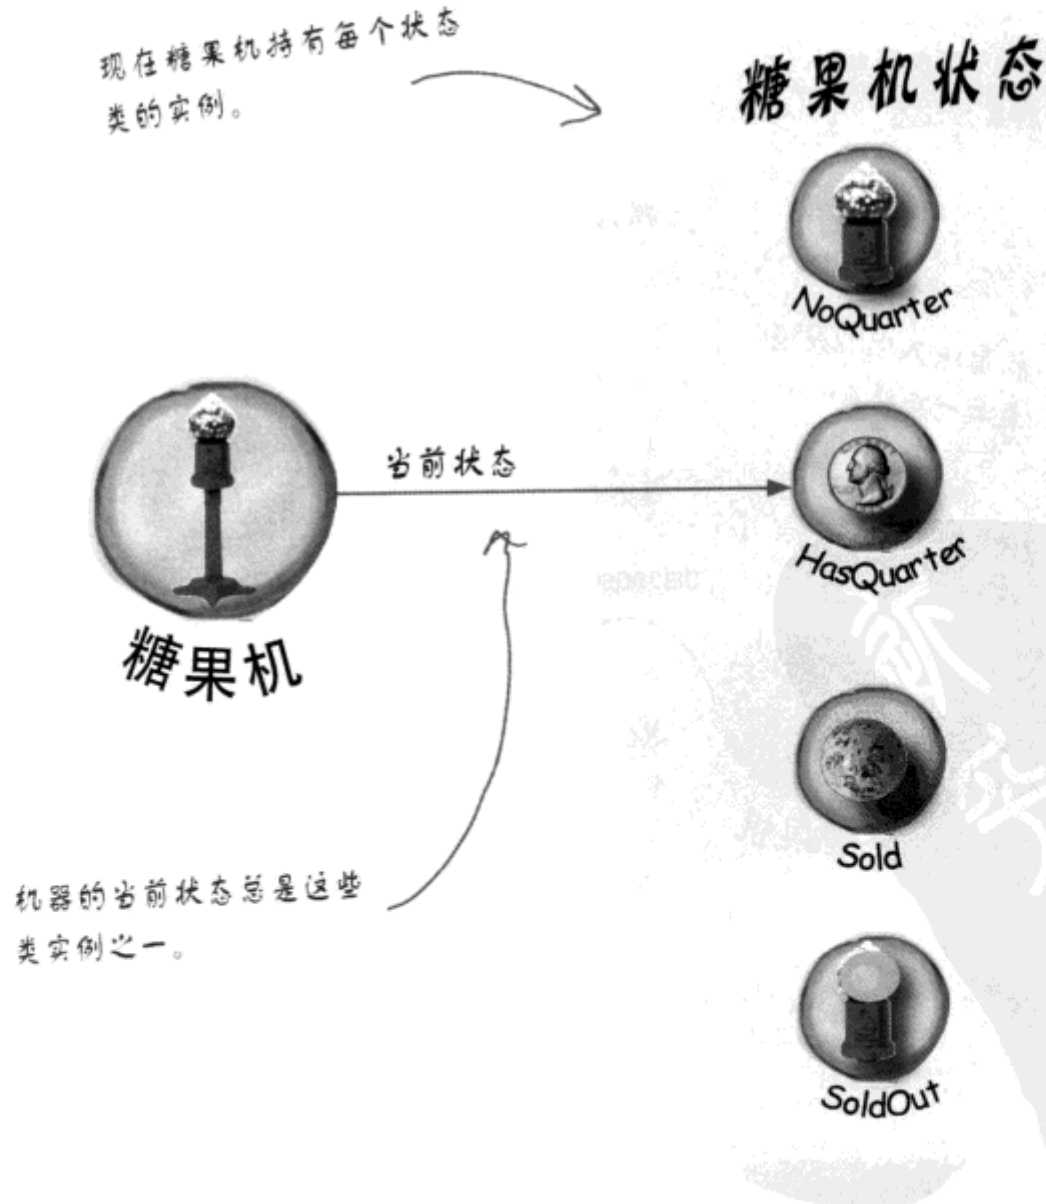 现在糖果机持有每个状态
类的实例。
糖果机状态
NoQuarter
当前状态
HasQuarter
糖果机
Sold
机器的当前状态总是这些
类实例之一。
SoldOut